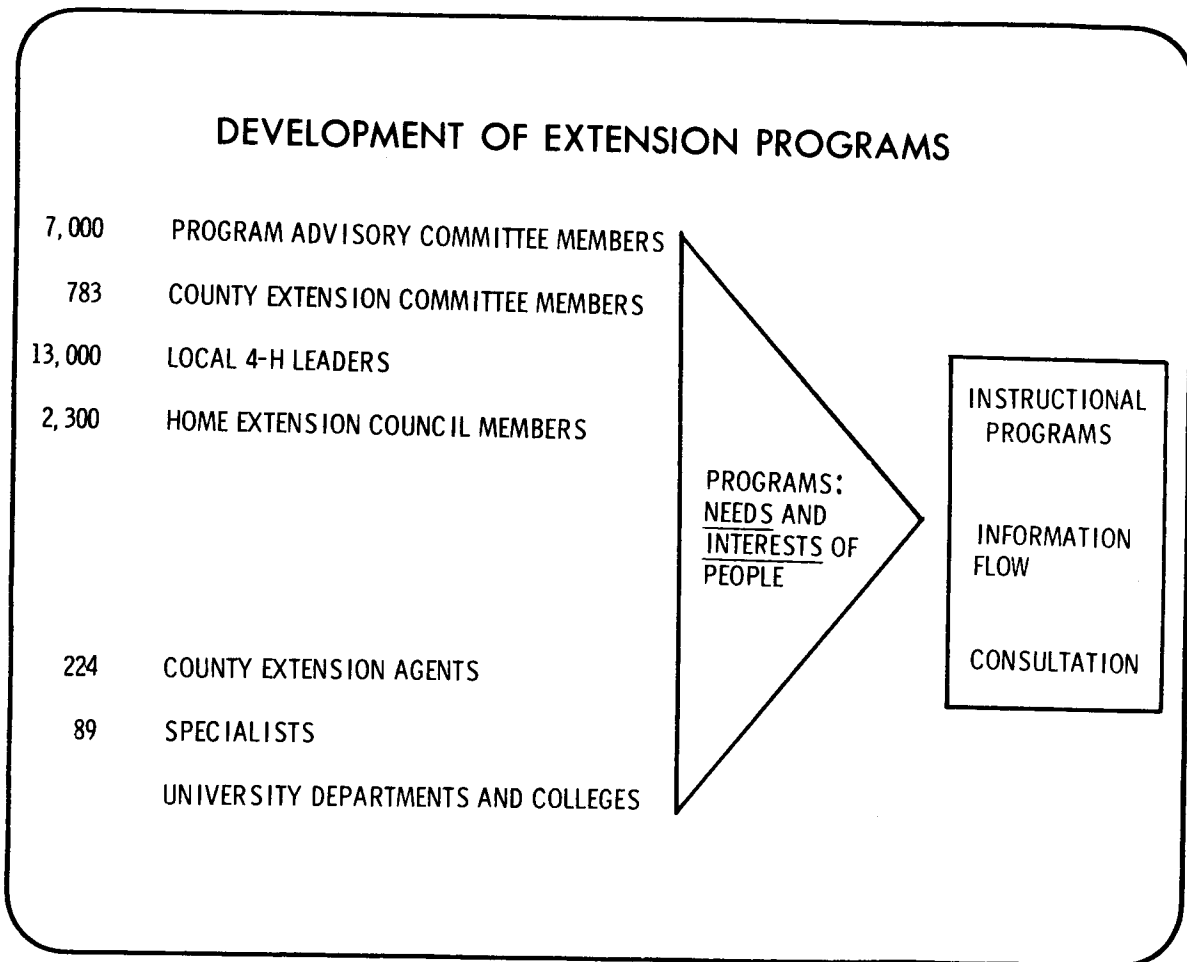 DEVELOPMENT OF EXTENSION PROGRAMS
7,000 PROGRAM ADVISORY COMMITTEE MEMBERS
783 COUNTY EXTENSION COMMITTEE MEMBERS
13,000 LOCAL 4-H LEADERS
2,300 HOME EXTENSION COUNCIL MEMBERS
224 COUNTY EXTENSION AGENTS
89 SPECIALISTS
UNIVERSITY DEPARTMENTS AND COLLEGES
PROGRAMS:
NEEDS AND
INTERESTS OF
PEOPLE
INSTRUCTIONAL
PROGRAMS
INFORMATION
FLOW
CONSULTATION